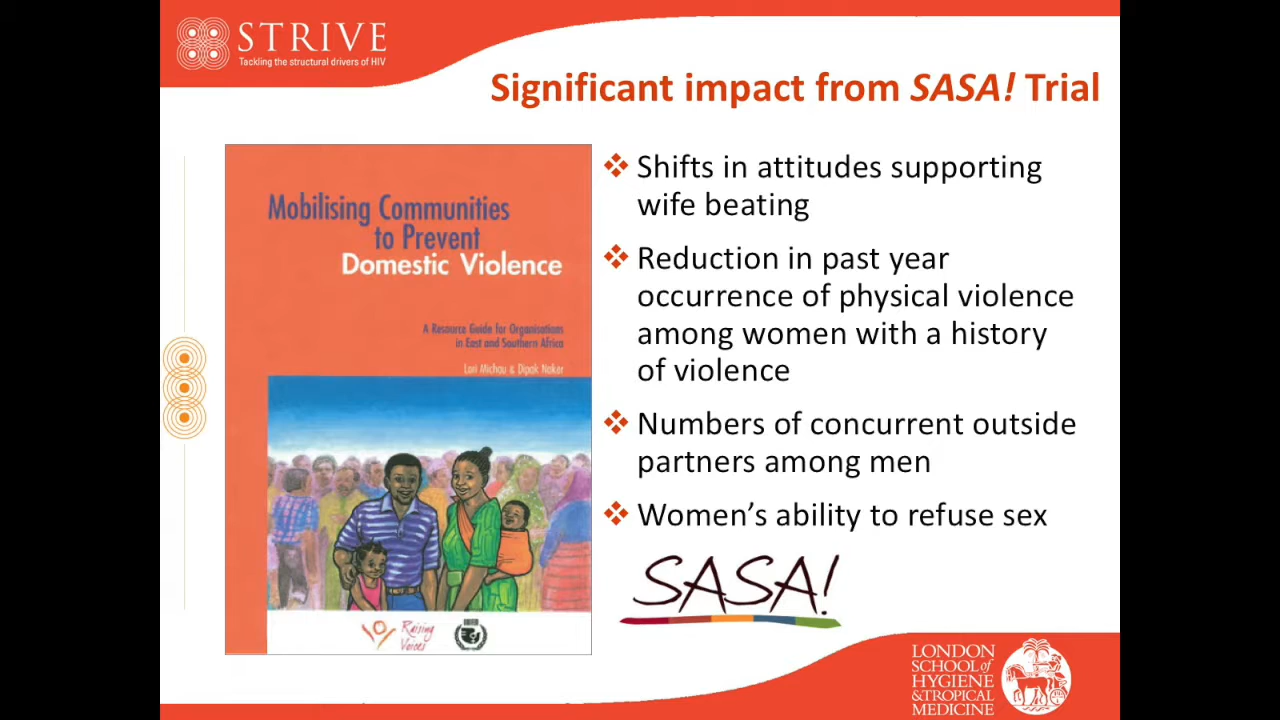 STRIVE
Tackling the structural drivers of HIV
Significant impact from SASA! Trial
Mobilising Communities
to Prevent
Domestic Violence
A Resource Guide for Organisations
in East and Southern Africa
Lori Michau & Dipak Naker
Raising
Voices
❖ Shifts in attitudes supporting
wife beating
❖ Reduction in past year
occurrence of physical violence
among women with a history
of violence
❖ Numbers of concurrent outside
partners among men
❖ Women’s ability to refuse sex
SASA!
LONDON
SCHOOL of
HYGIENE
& TROPICAL
MEDICINE